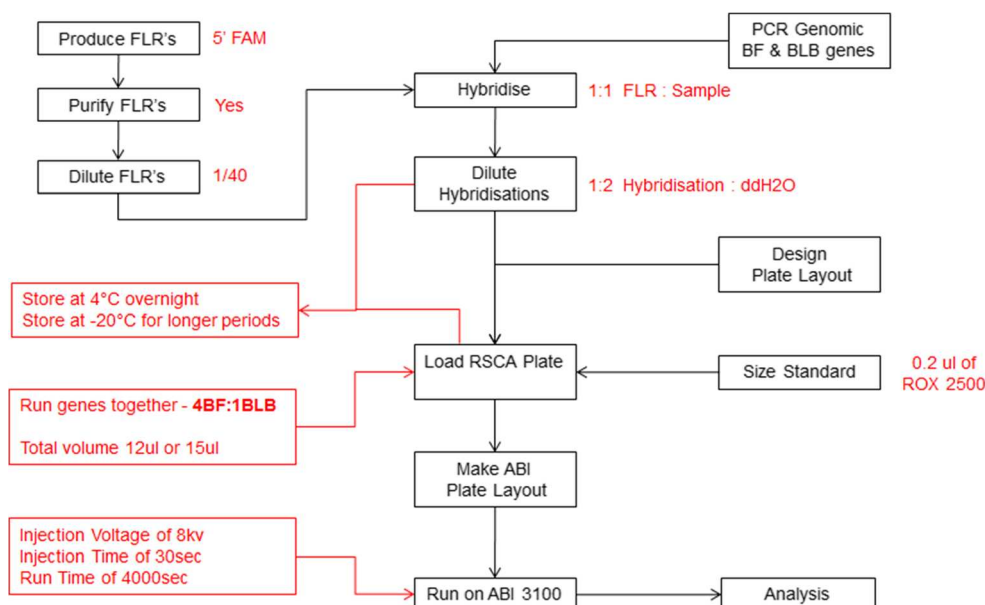 Produce FLR's
5' FAM
Purify FLR's
Yes
Dilute FLR's
1/40
PCR Genomic
BF & BLB genes
Hybridise
1:1 FLR : Sample
Dilute
Hybridisations
1:2 Hybridisation : ddH2O
Design
Plate Layout
Store at 4°C overnight
Store at -20°C for longer periods
Load RSCA Plate
Size Standard
0.2 ul of
ROX 2500
Run genes together - 4BF:1BLB
Total volume 12ul or 15ul
Make ABI
Plate Layout
Injection Voltage of 8kv
Injection Time of 30sec
Run Time of 4000sec
Run on ABI 3100
Analysis